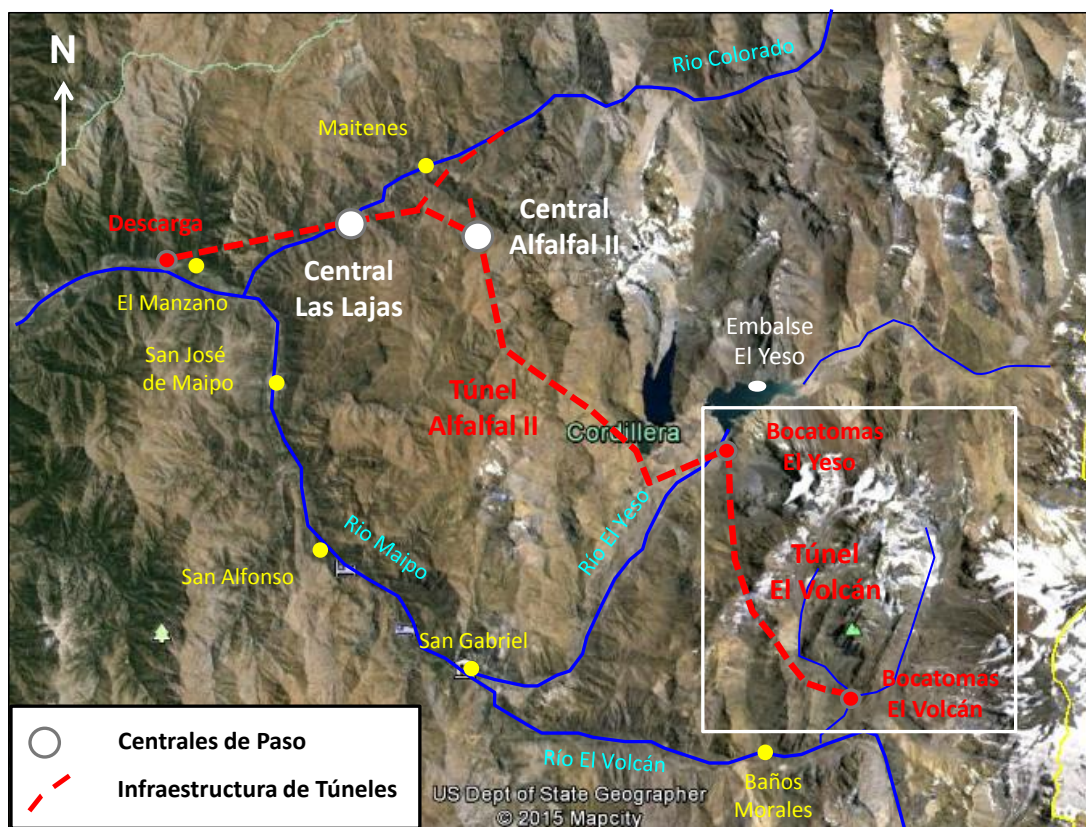 N
Rio Colorado
Maitenes
Descarga
Central
Alfalfal II
Central
Las Lajas
El Manzano
San José
de Maipo
Embalse
El Yeso
Túnel
Alfalfal II
Cordillera
Bocatomas
El Yeso
Río El Yeso
Rio Maipo
San Alfonso
Túnel
El Volcán
San Gabriel
Bocatomas
El Volcán
Río El Volcán
Baños
Morales
Centrales de Paso
Infraestructura de Túneles
US Dept of State Geographer
© 2015 Mapcity